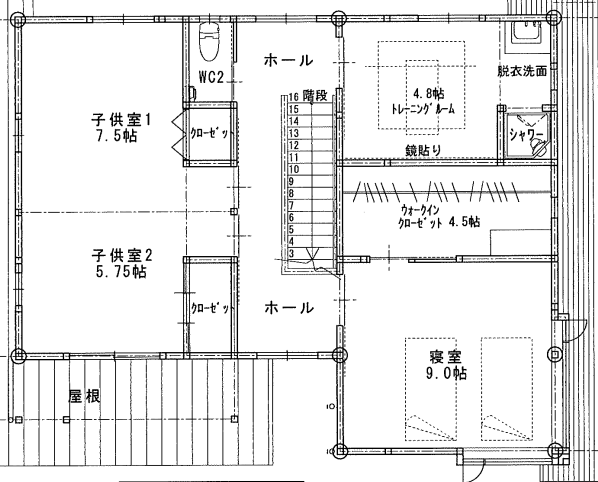 WC2
ホール
脱衣洗面
4.8帖
トレーニングルーム
16 階段
15
14
13
12
11
10
9
8
7
6
5
4
3
子供室1
7.5帖
クローゼット
シャワー
鏡貼り
ウォークイン
クローゼット 4.5帖
子供室2
5.75帖
クローゼット
ホール
寝室
9.0帖
屋根